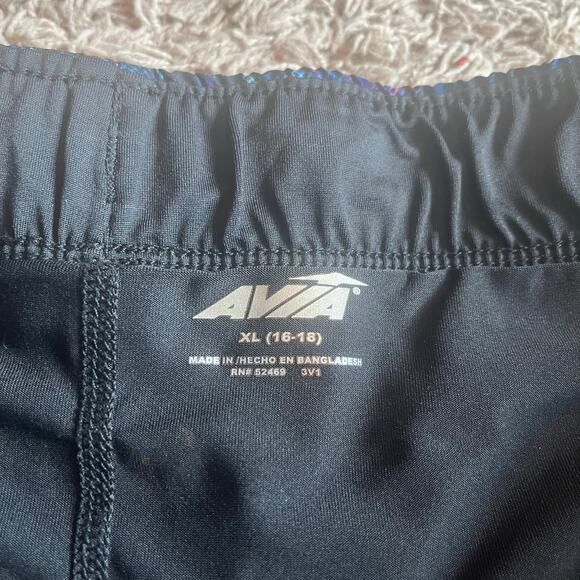 AVIA®
XL (16-18)
MADE IN /HECHO EN BANGLADESH
RN# 52469 3V1